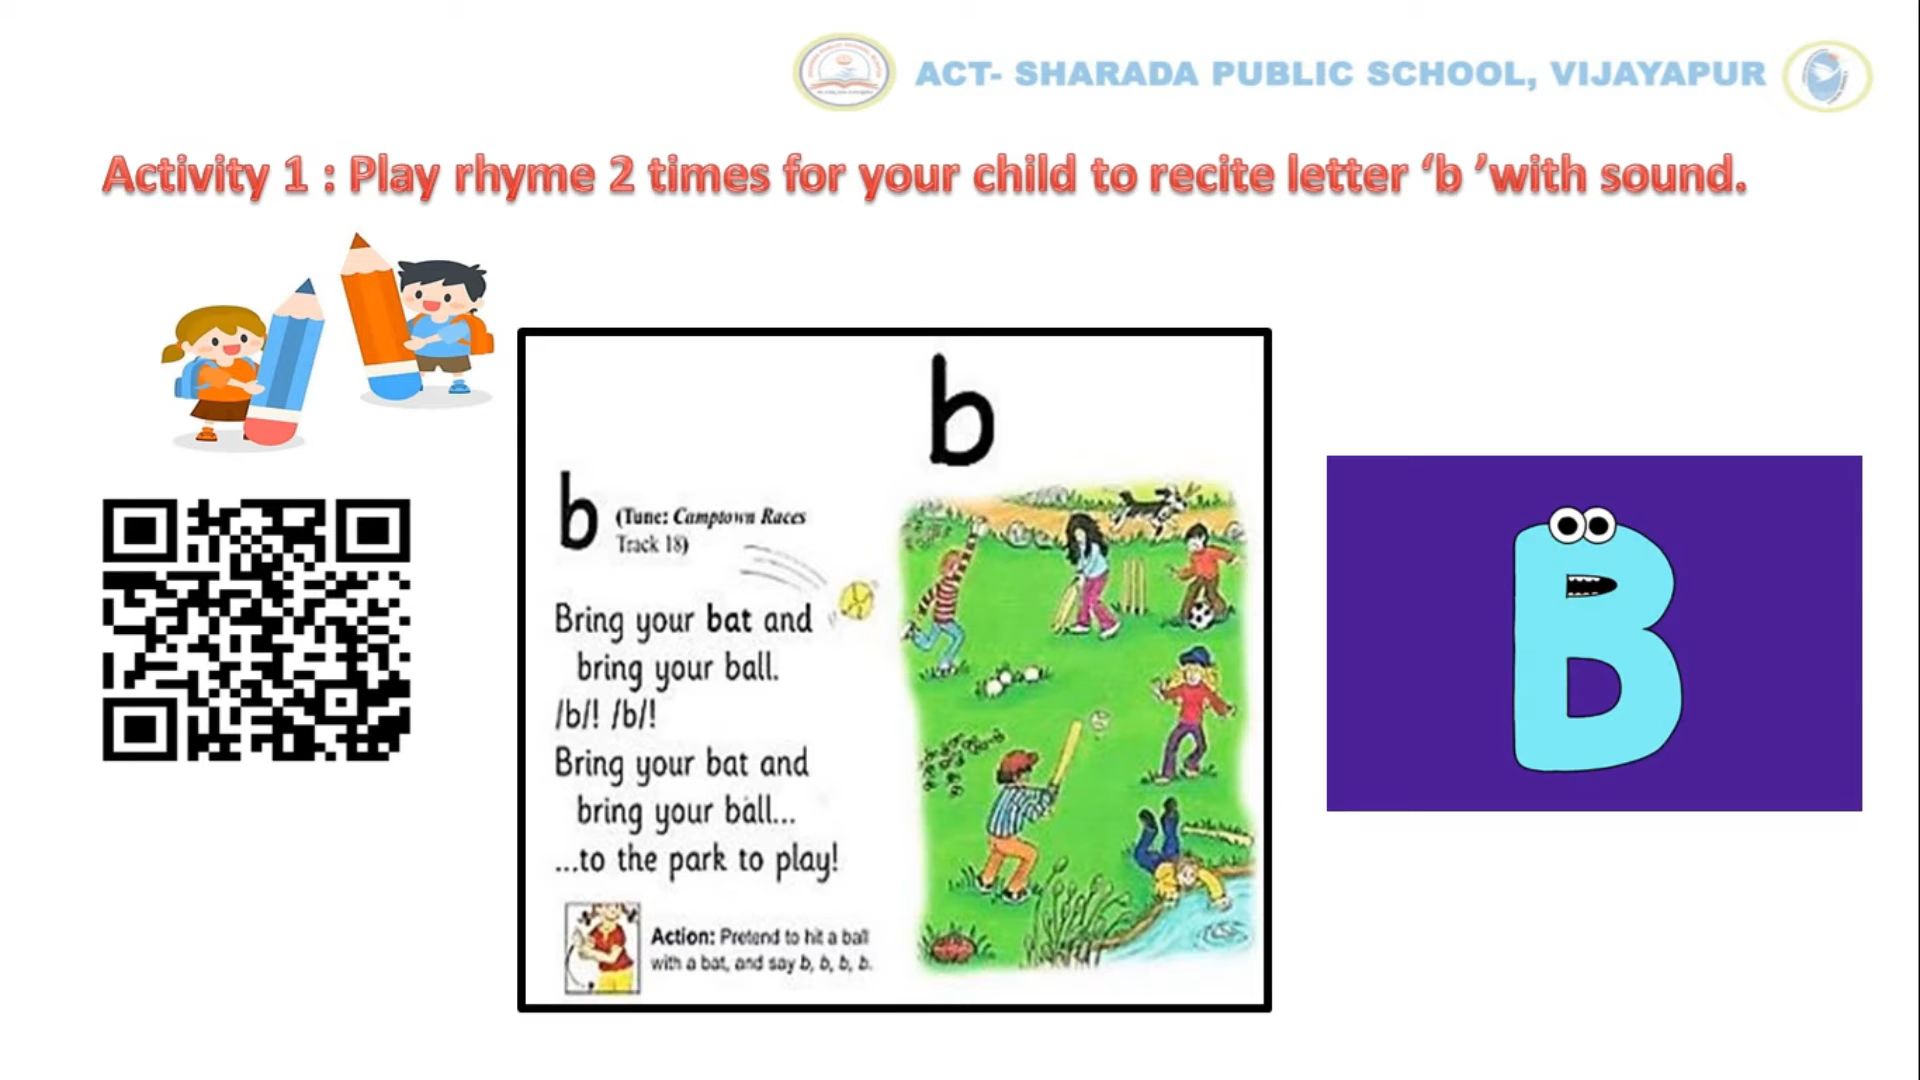 ACT- SHARADA PUBLIC SCHOOL, VIJAYAPUR
Activity 1 : Play rhyme 2 times for your child to recite letter ‘b ’with sound.
b
b
(Tune: Camptown Races
Track 18)
Bring your bat and
bring your ball.
/b/! /b/!
Bring your bat and
bring your ball...
...to the park to play!
Action: Pretend to hit a ball
with a bat, and say b, b, b, b.
B